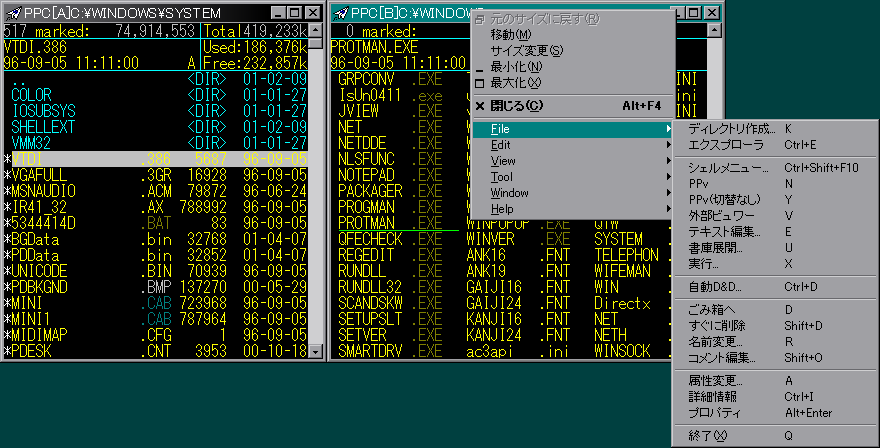 PPC[A]C:¥WINDOWS¥SYSTEM
517 marked: 74,914,553 Total419,233k
VTDI.386 Used:186,376k
96-09-05 11:11:00 A Free:232,857k
.. <DIR> 01-02-09
COLOR <DIR> 01-01-27
IOSUBSYS <DIR> 01-01-27
SHELLEXT <DIR> 01-02-09
VMM32 <DIR> 01-01-27
*VTDI .386 5687 96-09-05
*VGAFULL .3GR 16928 96-09-05
*MSNAUDIO .ACM 79872 96-06-24
*IR41_32 .AX 788992 96-09-05
*5344414D .BAT 83 96-09-05
*BGData .bin 32768 01-04-07
*PDData .bin 32852 01-04-07
*UNICODE .BIN 70939 96-09-05
*PDBKGND .BMP 137270 00-05-29
*MINI .CAB 723968 96-09-05
*MINI1 .CAB 787964 96-09-05
*MIDIMAP .CFG 1 96-09-05
*PDESK .CNT 3953 00-10-18
PPC[B]C:¥WINDOWS
marked: 0
PROTMAN.EXE
96-09-05 11:11:00
GRPCONV .EXE
IsUn0411 .exe
JVIEW .EXE
NET .EXE
NETDDE .EXE
NLSFUNC .EXE
NOTEPAD .EXE
PACKAGER .EXE
PROGMAN .EXE
PROTMAN .EXE WINPOPUP .EXE QTW .INI
QFECHECK .EXE WINVER .EXE SYSTEM
REGEDIT .EXE ANK16 .FNT TELEPHON
RUNDLL .EXE ANK19 .FNT WIFEMAN
RUNDLL32 .EXE GAIJI16 .FNT WIN
SCANDSKW .EXE GAIJI24 .FNT Directx
SETUPSLT .EXE KANJI16 .FNT NET
SETVER .EXE KANJI24 .FNT NETH
SMARTDRV .EXE ac3api .ini WINSOCK
元のサイズに戻す(R)
移動(M)
サイズ変更(S)
最小化(N)
最大化(X)
閉じる(C) Alt+F4
File
Edit
View
Tool
Window
Help
ディレクトリ作成... K
エクスプローラ Ctrl+E
シェルメニュー... Ctrl+Shift+F10
PPv N
PPv(切替なし) Ctrl+N
外部ビュワー V
テキスト編集... E
書庫展開... U
実行... X
自動D&D... Ctrl+D
ごみ箱へ D
すぐに削除 Shift+D
名前変更... R
コメント編集... Shift+O
属性変更... A
詳細情報 Ctrl+I
プロパティ Alt+Enter
終了(X) Q